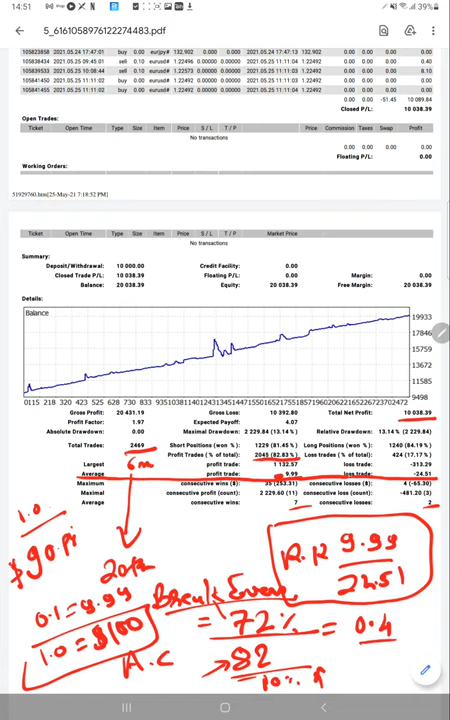 14:51
39%
5_6161058976122274483.pdf
105823858 2021.05.24 17:47:01 buy 0.00 eurjpy# 132.902 0.000 0.000 2021.05.24 17:47:13 132.902 0.00 0.00 0.00 0.00
105838434 2021.05.25 09:45:01 sell 0.10 eurusd# 1.22496 0.00000 0.00000 2021.05.25 11:11:04 1.22492 0.00 0.00 0.00 0.40
105839533 2021.05.25 10:08:44 sell 0.10 eurusd# 1.22573 0.00000 0.00000 2021.05.25 11:11:03 1.22492 0.00 0.00 0.00 8.10
105841450 2021.05.25 11:11:02 buy 0.00 eurusd# 1.22492 0.00000 0.00000 2021.05.25 11:11:03 1.22492 0.00 0.00 0.00 0.00
105841455 2021.05.25 11:11:02 buy 0.00 eurusd# 1.22492 0.00000 0.00000 2021.05.25 11:11:04 1.22492 0.00 0.00 0.00 0.00
0.00 0.00 -51.45 10 089.84
Closed P/L: 10 038.39
Open Trades:
Ticket Open Time Type Size Item Price S / L T / P Price Commission Taxes Swap Profit
No transactions
0.00 0.00 0.00 0.00
Floating P/L: 0.00
Working Orders:
51929760.htm[25-May-21 7:18:52 PM]
Ticket Open Time Type Size Item Price S / L T / P Market Price
No transactions
Summary:
Deposit/Withdrawal: 10 000.00 Credit Facility: 0.00
Closed Trade P/L: 10 038.39 Floating P/L: 0.00 Margin: 0.00
Balance: 20 038.39 Equity: 20 038.39 Free Margin: 20 038.39
Details:
Balance
19933
17846
15759
13672
11585
9498
Gross Profit: 20 431.19 Gross Loss: 10 392.80 Total Net Profit: 10 038.39
Profit Factor: 1.97 Expected Payoff: 4.07
Absolute Drawdown: 0.00 Maximal Drawdown: 2 229.84 (13.14%) Relative Drawdown: 13.14% (2 229.84)
Total Trades: 2469 Short Positions (won %): 1229 (81.45%) Long Positions (won %): 1240 (84.19%)
Profit Trades (% of total): 2045 (82.83%) Loss trades (% of total): 424 (17.17%)
Largest profit trade: 1 132.57 loss trade: -313.29
Average profit trade: 9.99 loss trade: -24.51
Maximum consecutive wins ($): 35 (253.31) consecutive losses ($): 4 (-65.30)
Maximal consecutive profit (count): 2 229.60 (11) consecutive loss (count): -481.20 (3)
Average consecutive wins 7 consecutive losses 2
6m
1.0
R.R 9.99
22.51
0.1 = 9.99
Break Even
= 72% = 0.4
1.0 = $100
A.C
82
10%